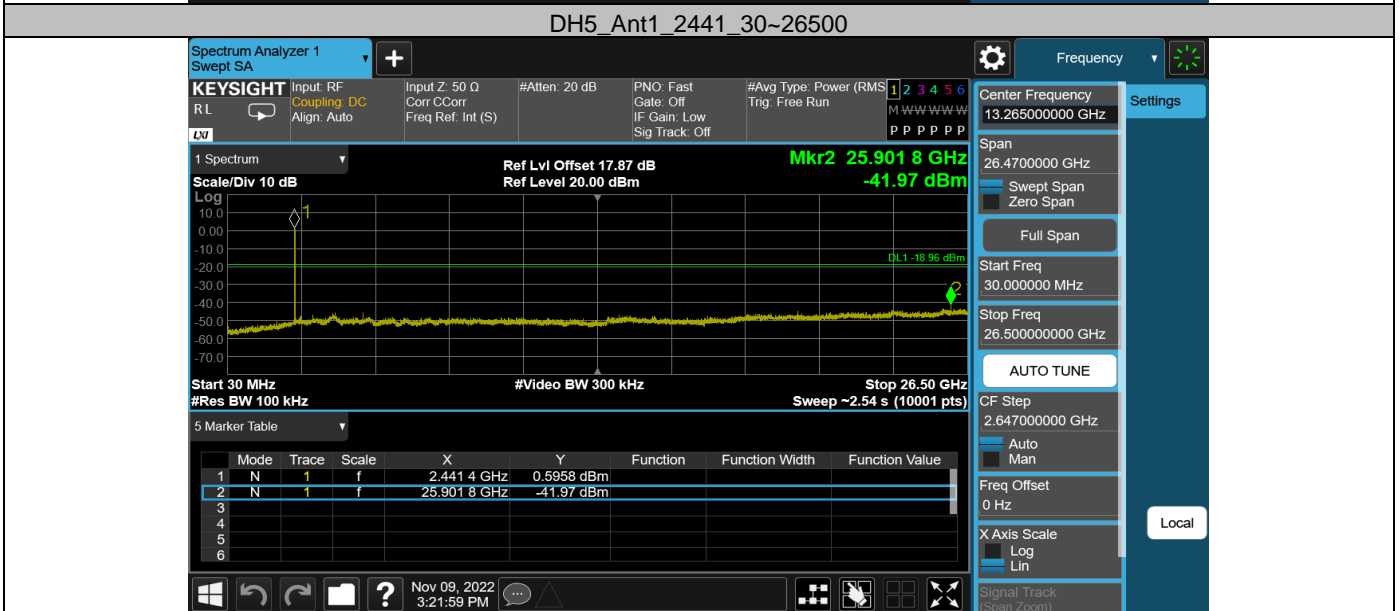 DH5_Ant1_2441_30~26500
Spectrum Analyzer 1
Swept SA
Frequency
KEYSIGHT
RL
LXI
Input: RF
Coupling: DC
Align: Auto
Input Z: 50 Ω
Corr CCorr
Freq Ref: Int (S)
#Atten: 20 dB
PNO: Fast
Gate: Off
IF Gain: Low
Sig Track: Off
#Avg Type: Power (RMS
Trig: Free Run
1 2 3 4 5 6
M W W W W W
P P P P P P
1 Spectrum
Scale/Div 10 dB
Ref Lvl Offset 17.87 dB
Ref Level 20.00 dBm
Mkr2 25.901 8 GHz
-41.97 dBm
Log
10.0
0.00
-10.0
-20.0
-30.0
-40.0
-50.0
-60.0
-70.0
1
DL1 -18.96 dBm
2
Start 30 MHz
#Video BW 300 kHz
Stop 26.50 GHz
#Res BW 100 kHz
Sweep ~2.54 s (10001 pts)
5 Marker Table
Mode Trace Scale X Y Function Function Width Function Value
1 N 1 f 2.441 4 GHz 0.5958 dBm
2 N 1 f 25.901 8 GHz -41.97 dBm
3
4
5
6
Nov 09, 2022
3:21:59 PM
Center Frequency
13.265000000 GHz
Settings
Span
26.4700000 GHz
Swept Span
Zero Span
Full Span
Start Freq
30.000000 MHz
Stop Freq
26.500000000 GHz
AUTO TUNE
CF Step
2.647000000 GHz
Auto
Man
Freq Offset
0 Hz
Local
X Axis Scale
Log
Lin
Signal Track
(Span Zoom)